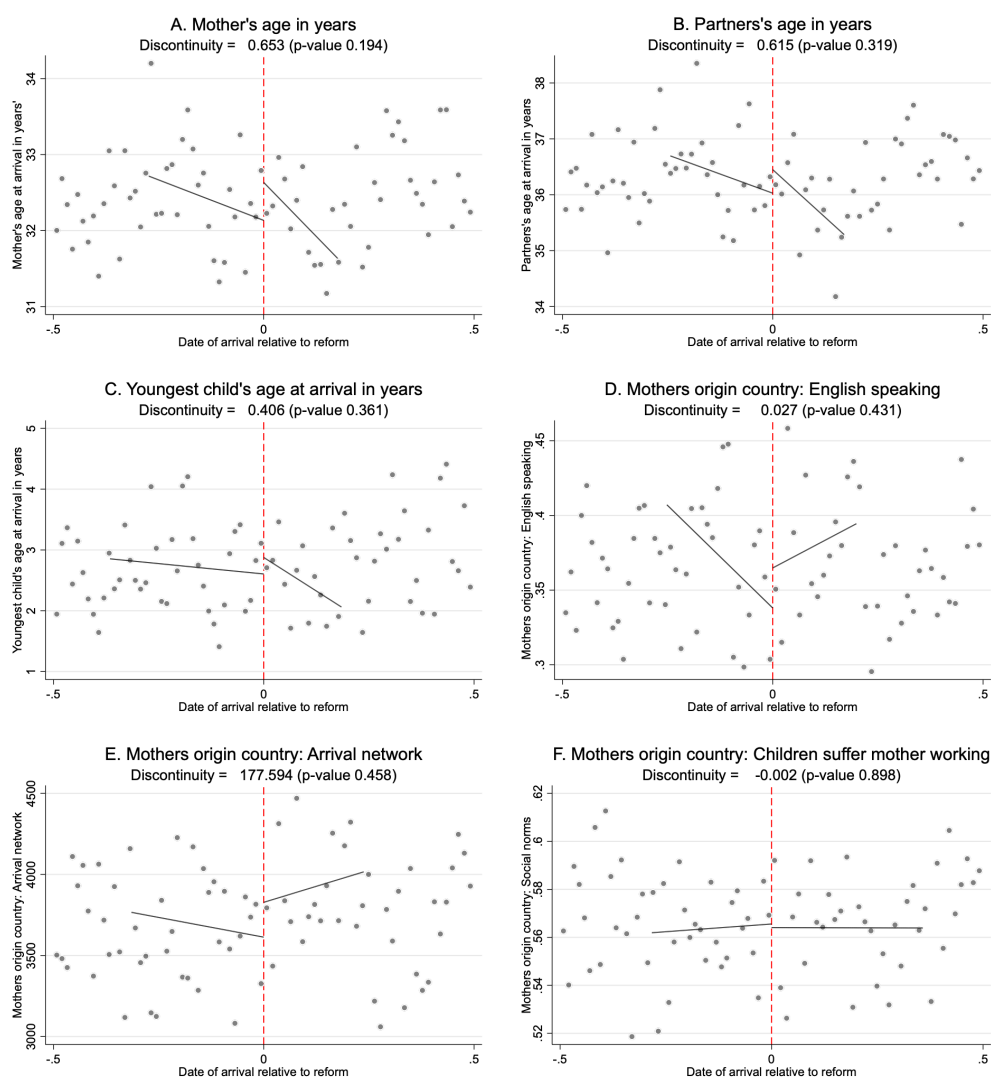 A. Mother's age in years
Discontinuity = 0.653 (p-value 0.194)
Mother's age at arrival in years'
34
33
32
31
-.5
0
.5
Date of arrival relative to reform
B. Partners's age in years
Discontinuity = 0.615 (p-value 0.319)
Partners's age at arrival in years
38
37
36
35
34
-.5
0
.5
Date of arrival relative to reform
C. Youngest child's age at arrival in years
Discontinuity = 0.406 (p-value 0.361)
Youngest child's age at arrival in years
5
4
3
2
1
-.5
0
.5
Date of arrival relative to reform
D. Mothers origin country: English speaking
Discontinuity = 0.027 (p-value 0.431)
Mothers origin country: English speaking
.45
.4
.35
.3
-.5
0
.5
Date of arrival relative to reform
E. Mothers origin country: Arrival network
Discontinuity = 177.594 (p-value 0.458)
Mothers origin country: Arrival network
4500
4000
3500
3000
-.5
0
.5
Date of arrival relative to reform
F. Mothers origin country: Children suffer mother working
Discontinuity = -0.002 (p-value 0.898)
Mothers origin country: Social norms
.62
.6
.58
.56
.54
.52
-.5
0
.5
Date of arrival relative to reform